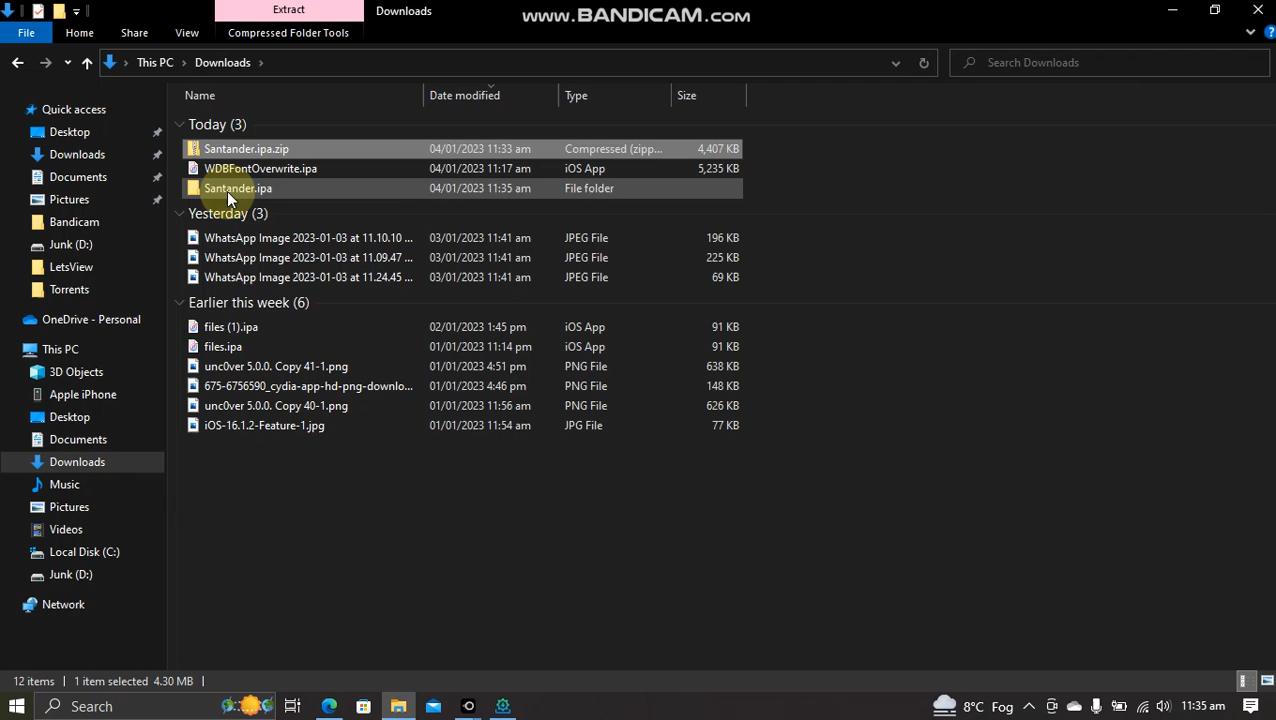 Extract
Downloads
www.BANDICAM.com
File
Home
Share
View
Compressed Folder Tools
This PC
Downloads
Search Downloads
Name
Date modified
Type
Size
Quick access
Desktop
Downloads
Documents
Pictures
Bandicam
Junk (D:)
LetsView
Torrents
OneDrive - Personal
This PC
3D Objects
Apple iPhone
Desktop
Documents
Downloads
Music
Pictures
Videos
Local Disk (C:)
Junk (D:)
Network
Today (3)
Santander.ipa.zip 04/01/2023 11:33 am Compressed (zipp... 4,407 KB
WDBFontOverwrite.ipa 04/01/2023 11:17 am iOS App 5,235 KB
Santander.ipa 04/01/2023 11:35 am File folder
Yesterday (3)
WhatsApp Image 2023-01-03 at 11.10.10 ... 03/01/2023 11:41 am JPEG File 196 KB
WhatsApp Image 2023-01-03 at 11.09.47 ... 03/01/2023 11:41 am JPEG File 225 KB
WhatsApp Image 2023-01-03 at 11.24.45 ... 03/01/2023 11:41 am JPEG File 69 KB
Earlier this week (6)
files (1).ipa 02/01/2023 1:45 pm iOS App 91 KB
files.ipa 01/01/2023 11:14 pm iOS App 91 KB
unc0ver 5.0.0. Copy 41-1.png 01/01/2023 4:51 pm PNG File 638 KB
675-6756590_cydia-app-hd-png-downlo... 01/01/2023 4:46 pm PNG File 148 KB
unc0ver 5.0.0. Copy 40-1.png 01/01/2023 11:56 am PNG File 626 KB
iOS-16.1.2-Feature-1.jpg 01/01/2023 11:54 am JPG File 77 KB
12 items
1 item selected 4.30 MB
Search
8°C Fog
11:35 am